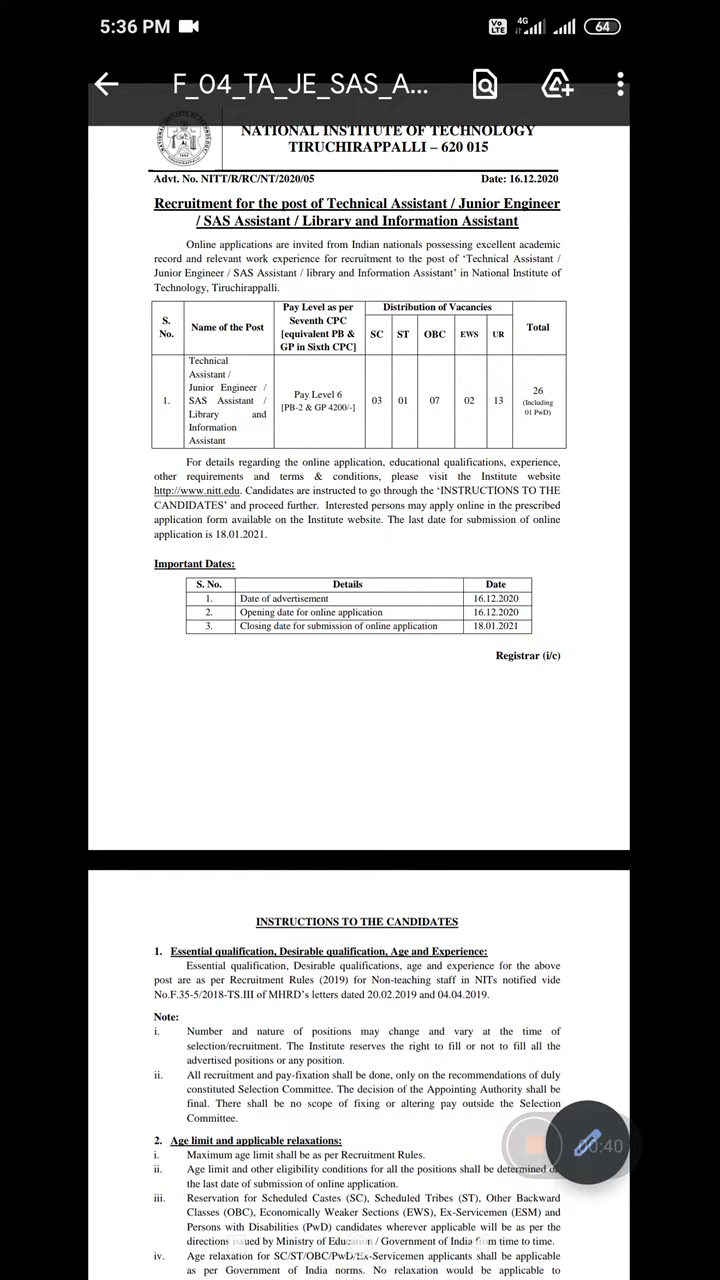 5:36 PM
Vo LTE 4G 64
F_04_TA_JE_SAS_A...
NATIONAL INSTITUTE OF TECHNOLOGY
TIRUCHIRAPPALLI – 620 015
Advt. No. NITT/R/RC/NT/2020/05 Date: 16.12.2020
Recruitment for the post of Technical Assistant / Junior Engineer
/ SAS Assistant / Library and Information Assistant
Online applications are invited from Indian nationals possessing excellent academic
record and relevant work experience for recruitment to the post of ‘Technical Assistant /
Junior Engineer / SAS Assistant / library and Information Assistant’ in National Institute of
Technology, Tiruchirappalli.
S. No. Name of the Post Pay Level as per Seventh CPC [equivalent PB & GP in Sixth CPC] Distribution of Vacancies Total
SC ST OBC EWS UR
1. Technical Assistant / Junior Engineer / SAS Assistant / Library and Information Assistant Pay Level 6 [PB-2 & GP 4200/-] 03 01 07 02 13 26 (Including 01 PwD)
For details regarding the online application, educational qualifications, experience,
other requirements and terms & conditions, please visit the Institute website
http://www.nitt.edu. Candidates are instructed to go through the ‘INSTRUCTIONS TO THE
CANDIDATES’ and proceed further. Interested persons may apply online in the prescribed
application form available on the Institute website. The last date for submission of online
application is 18.01.2021.
Important Dates:
S. No. Details Date
1. Date of advertisement 16.12.2020
2. Opening date for online application 16.12.2020
3. Closing date for submission of online application 18.01.2021
Registrar (i/c)
INSTRUCTIONS TO THE CANDIDATES
1. Essential qualification, Desirable qualification, Age and Experience:
Essential qualification, Desirable qualifications, age and experience for the above
post are as per Recruitment Rules (2019) for Non-teaching staff in NITs notified vide
No.F.35-5/2018-TS.III of MHRD’s letters dated 20.02.2019 and 04.04.2019.
Note:
i. Number and nature of positions may change and vary at the time of
selection/recruitment. The Institute reserves the right to fill or not to fill all the
advertised positions or any position.
ii. All recruitment and pay-fixation shall be done, only on the recommendations of duly
constituted Selection Committee. The decision of the Appointing Authority shall be
final. There shall be no scope of fixing or altering pay outside the Selection
Committee.
2. Age limit and applicable relaxations:
i. Maximum age limit shall be as per Recruitment Rules.
00:40
ii. Age limit and other eligibility conditions for all the positions shall be determined
the last date of submission of online application.
iii. Reservation for Scheduled Castes (SC), Scheduled Tribes (ST), Other Backward
Classes (OBC), Economically Weaker Sections (EWS), Ex-Servicemen (ESM) and
Persons with Disabilities (PwD) candidates wherever applicable will be as per the
directions issued by Ministry of Education / Government of India from time to time.
iv. Age relaxation for SC/ST/OBC/PwD/Ex-Servicemen applicants shall be applicable
as per Government of India norms. No relaxation would be applicable to